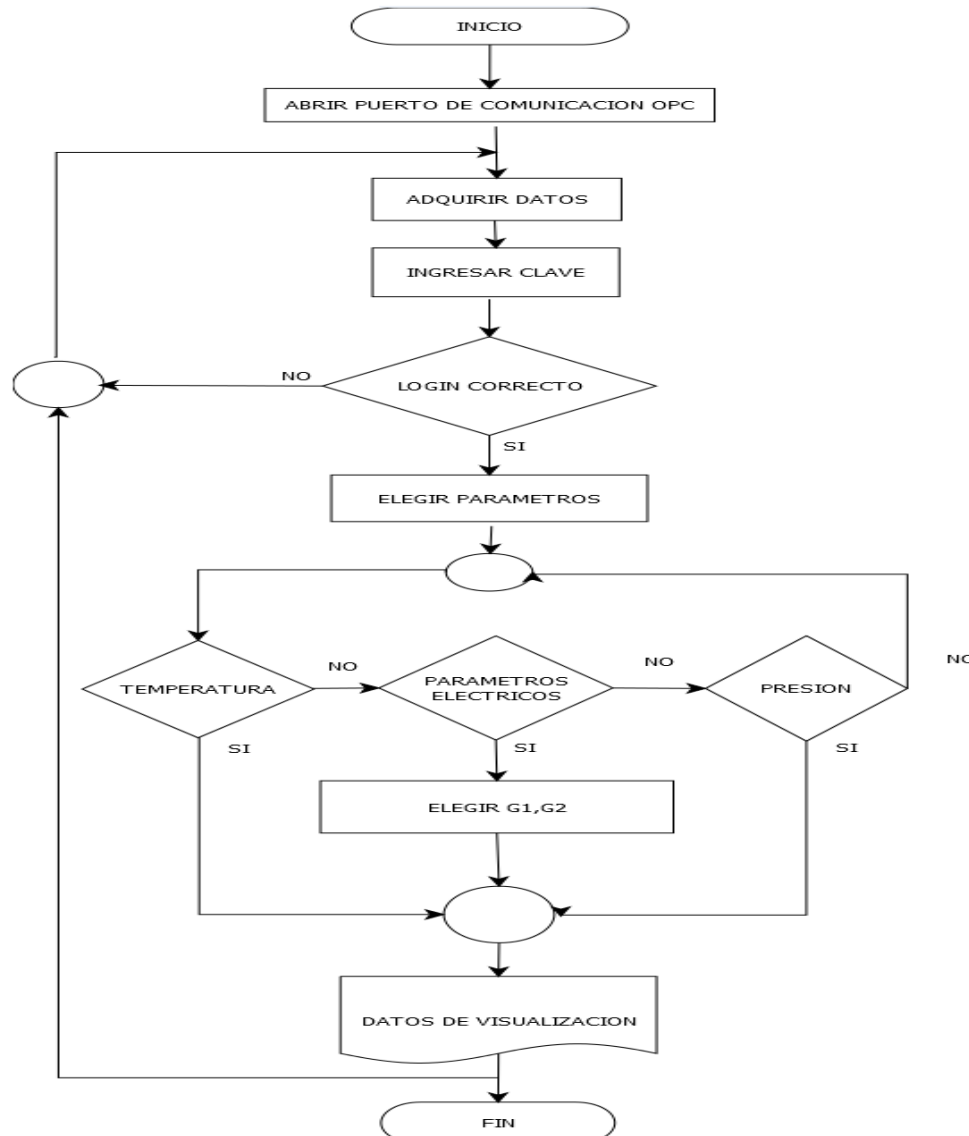 INICIO
ABRIR PUERTO DE COMUNICACION OPC
ADQUIRIR DATOS
INGRESAR CLAVE
NO
LOGIN CORRECTO
SI
ELEGIR PARAMETROS
NO
NO
NO
TEMPERATURA
PARAMETROS
ELECTRICOS
PRESION
SI
SI
SI
ELEGIR G1,G2
DATOS DE VISUALIZACION
FIN